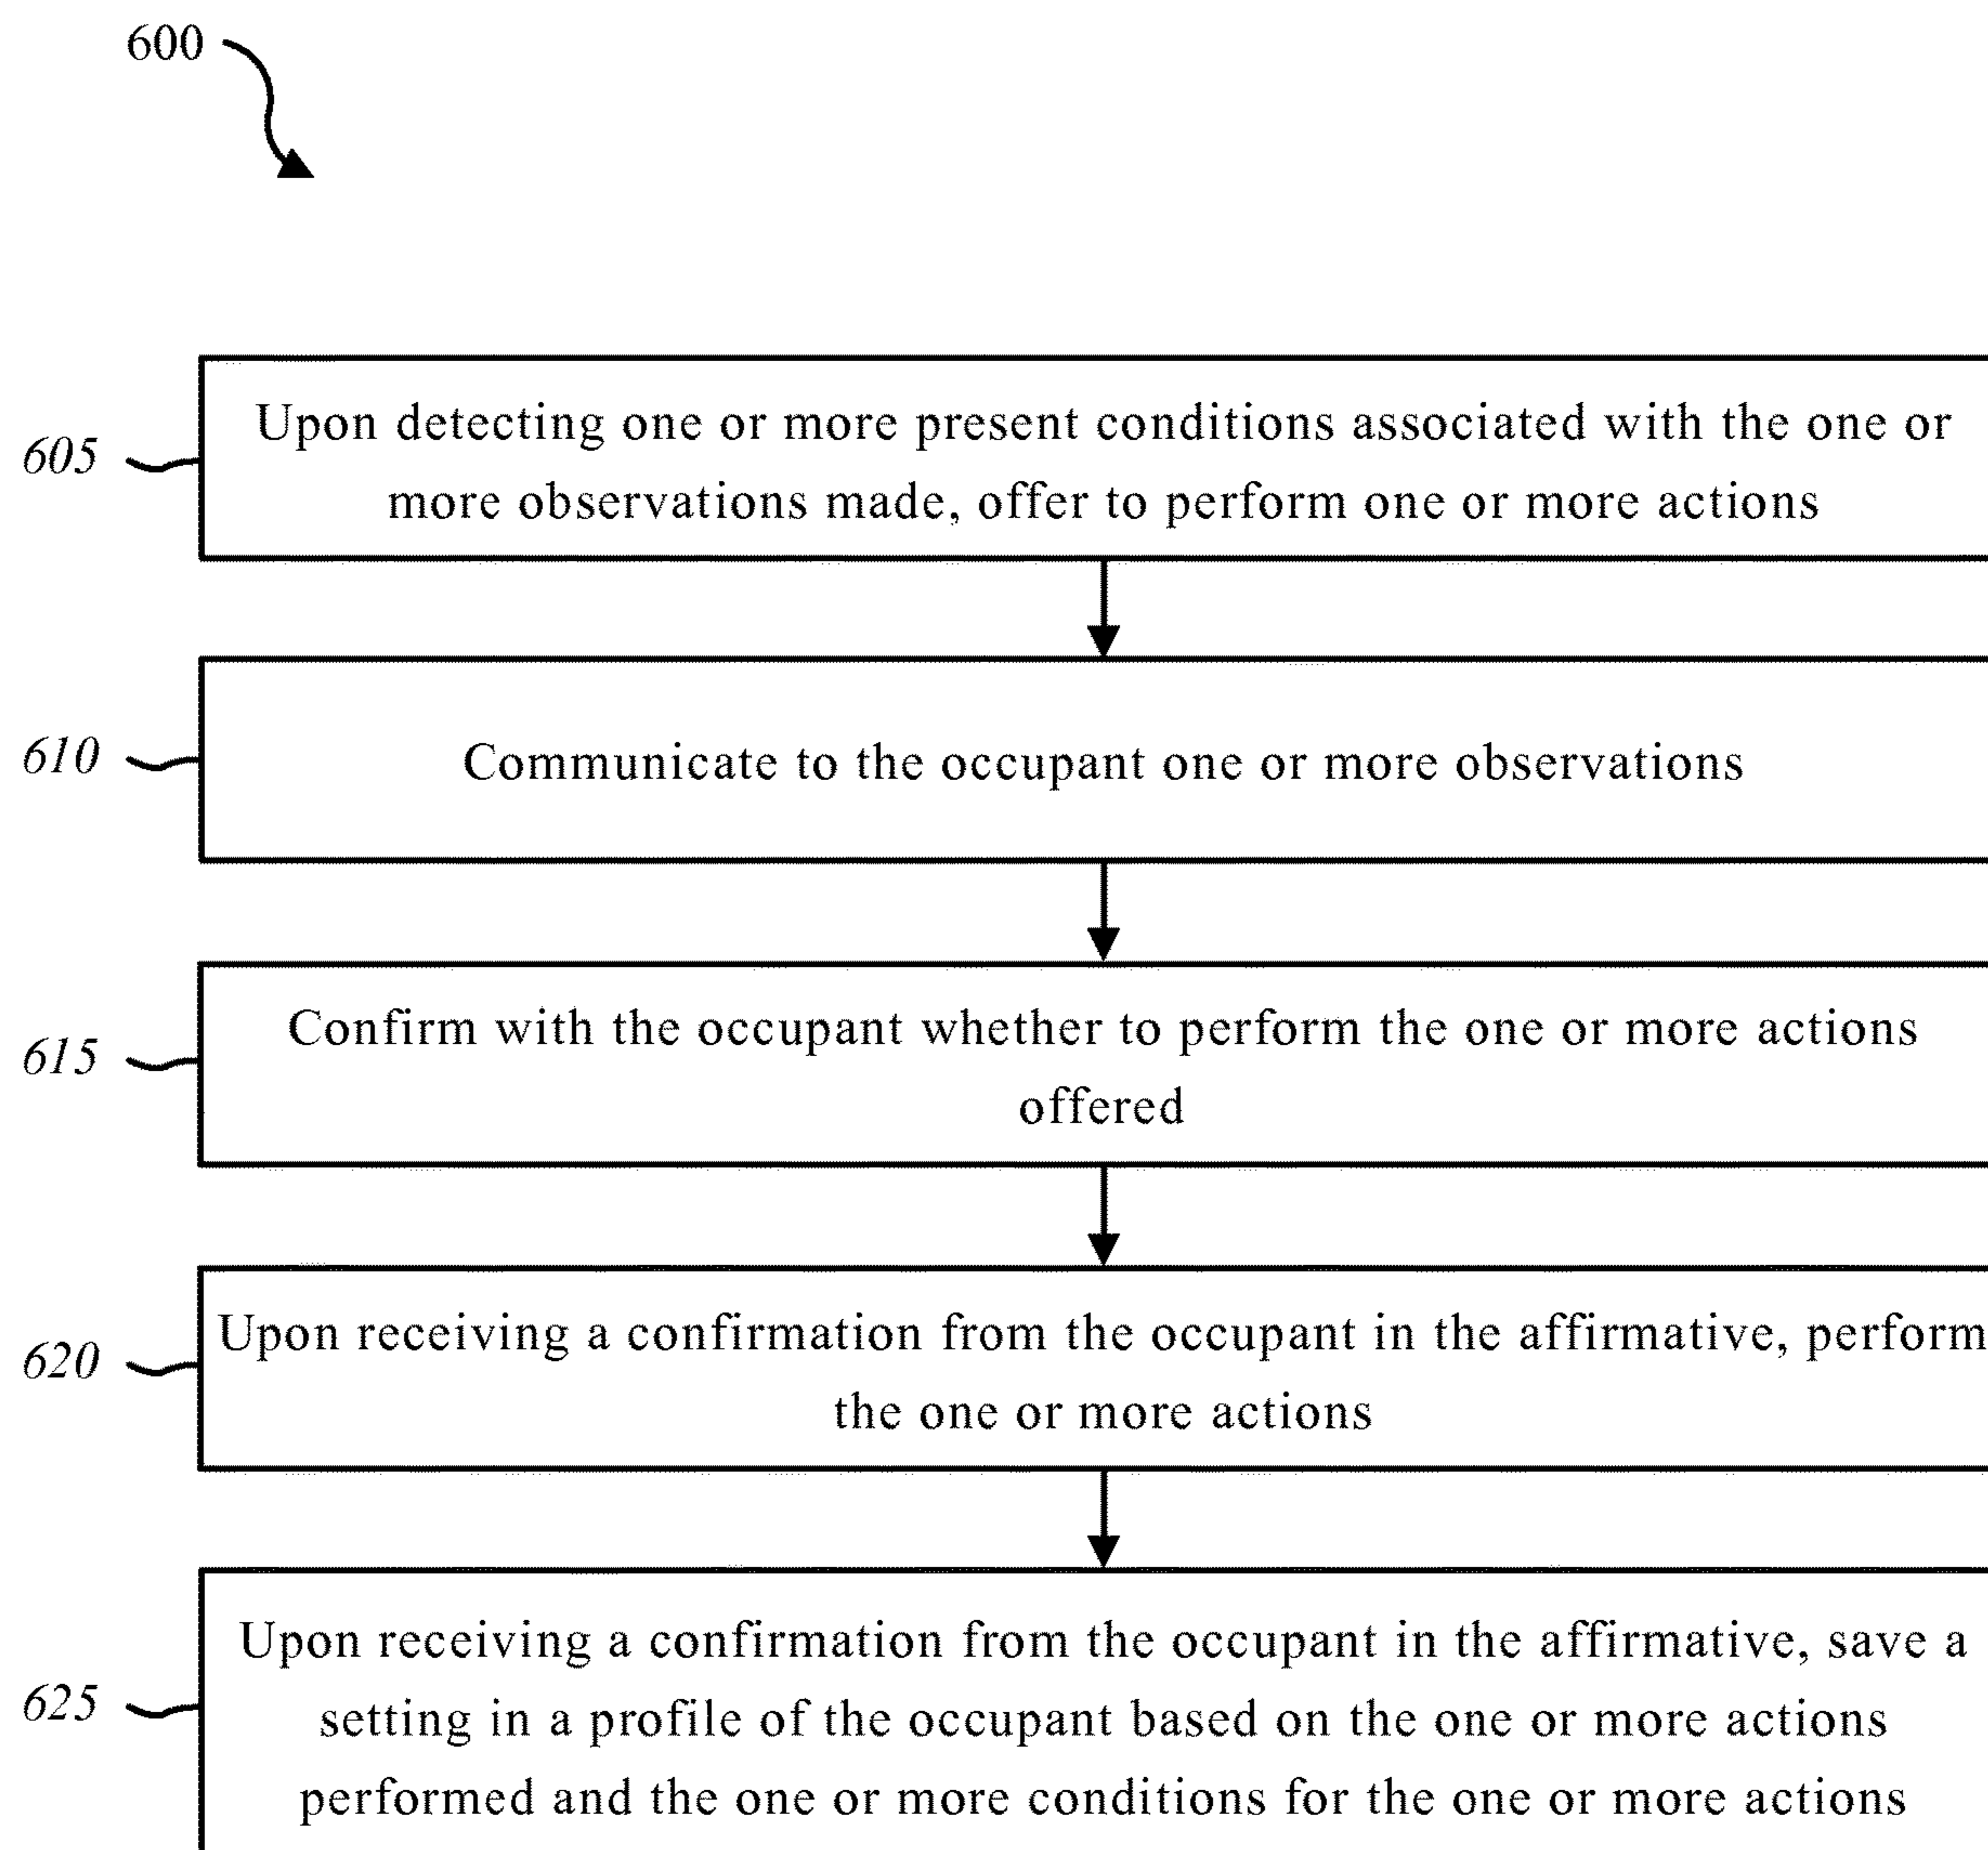 600
605
Upon detecting one or more present conditions associated with the one or
more observations made, offer to perform one or more actions
610
Communicate to the occupant one or more observations
615
Confirm with the occupant whether to perform the one or more actions
offered
620
Upon receiving a confirmation from the occupant in the affirmative, perform
the one or more actions
625
Upon receiving a confirmation from the occupant in the affirmative, save a
setting in a profile of the occupant based on the one or more actions
performed and the one or more conditions for the one or more actions